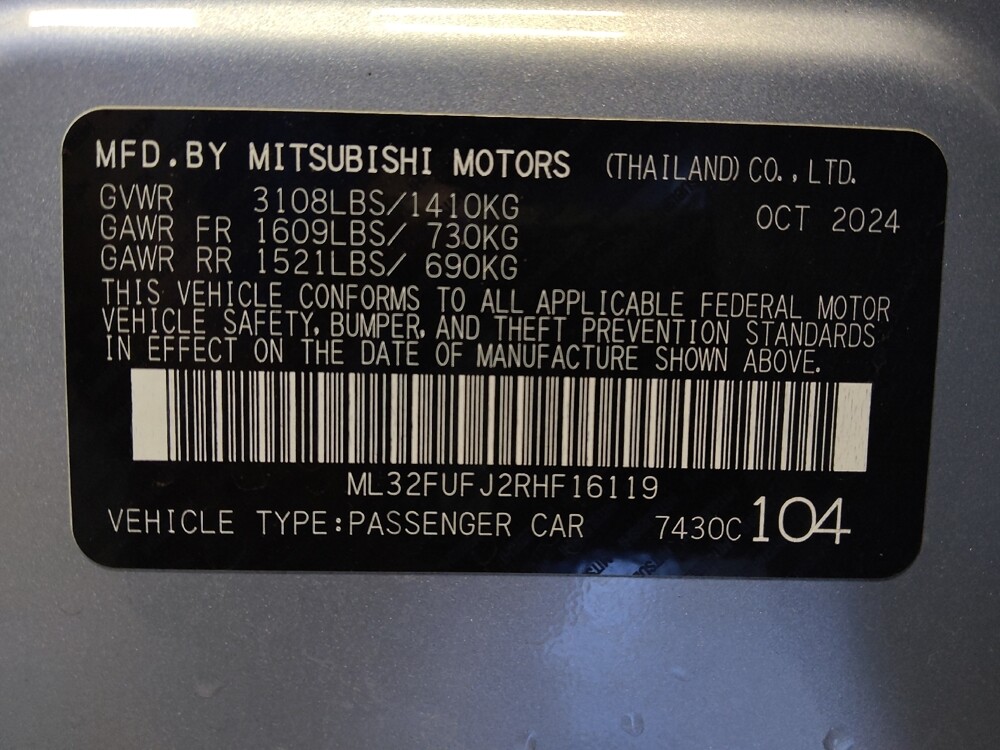 MFD.BY MITSUBISHI MOTORS (THAILAND) CO., LTD.
GVWR 3108LBS/1410KG
OCT 2024
GAWR FR 1609LBS/ 730KG
GAWR RR 1521LBS/ 690KG
THIS VEHICLE CONFORMS TO ALL APPLICABLE FEDERAL MOTOR
VEHICLE SAFETY, BUMPER, AND THEFT PREVENTION STANDARDS
IN EFFECT ON THE DATE OF MANUFACTURE SHOWN ABOVE.
ML32FUFJ2RHF16119
VEHICLE TYPE:PASSENGER CAR 7430C 104